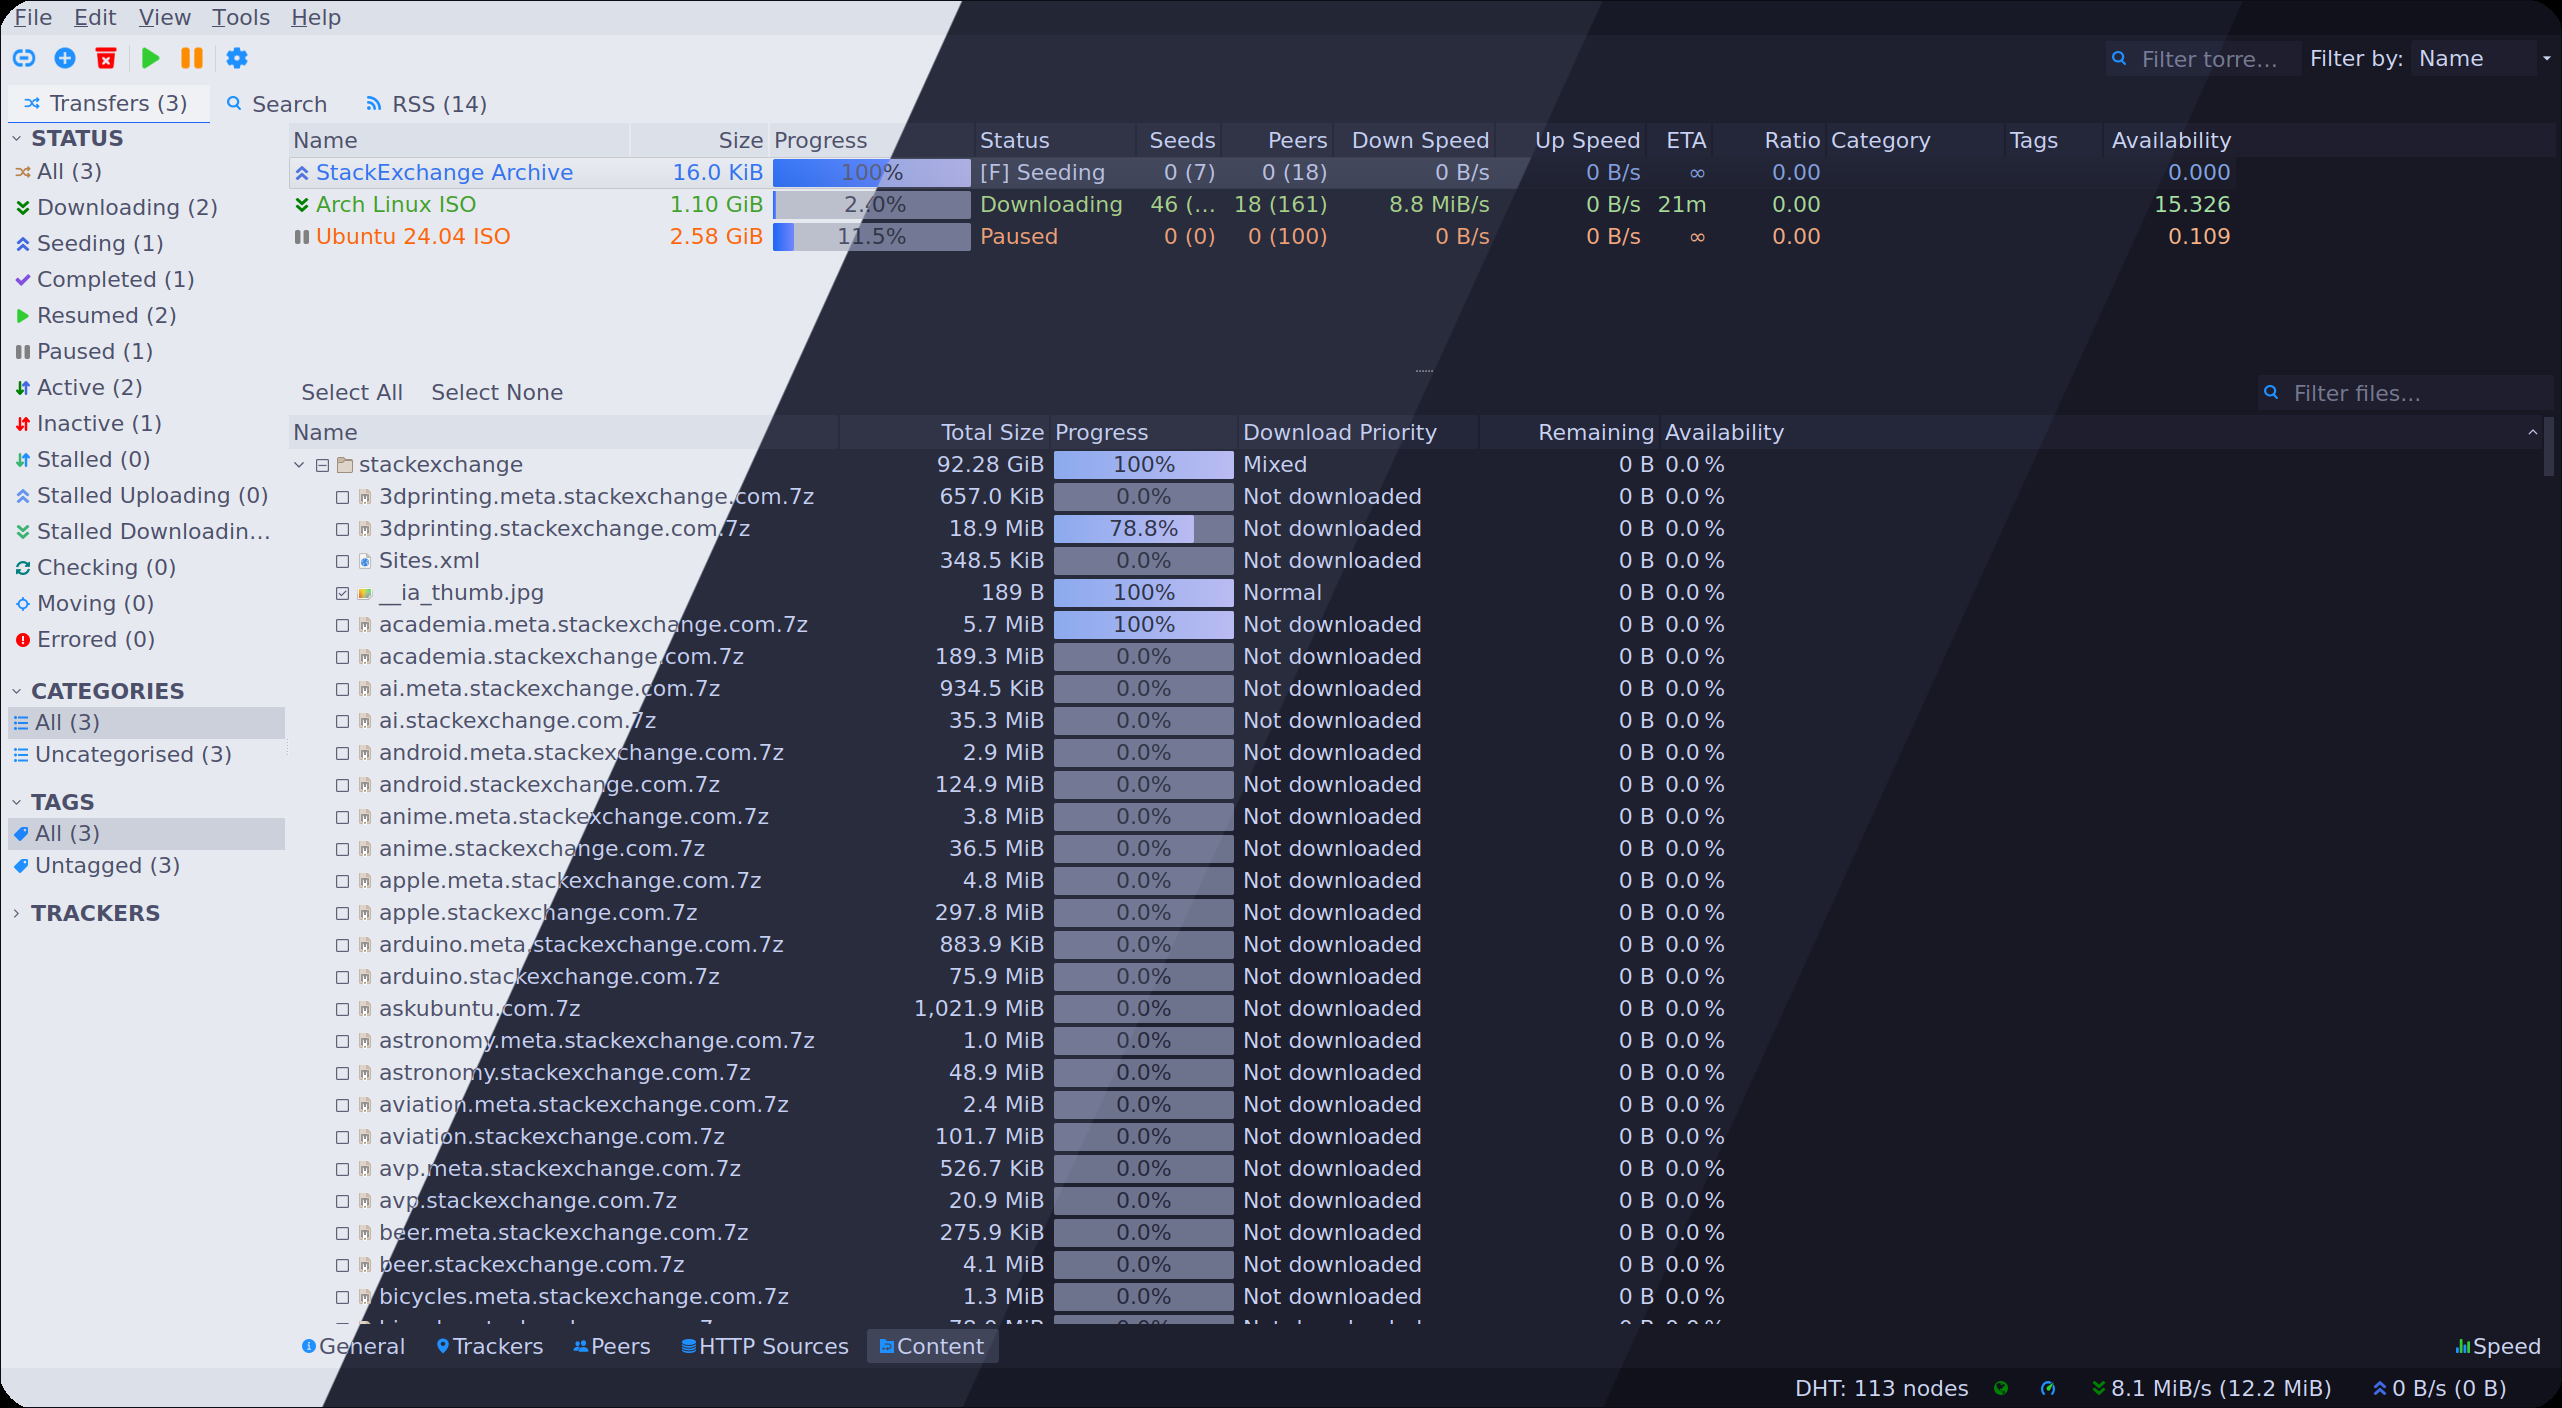 File Edit View Tools Help
Filter torre... Filter by: Name
Transfers (3) Search RSS (14)
STATUS
All (3)
Downloading (2)
Seeding (1)
Completed (1)
Resumed (2)
Paused (1)
Active (2)
Inactive (1)
Stalled (0)
Stalled Uploading (0)
Stalled Downloadin...
Checking (0)
Moving (0)
Errored (0)
CATEGORIES
All (3)
Uncategorised (3)
TAGS
All (3)
Untagged (3)
TRACKERS
Name Size Progress Status Seeds Peers Down Speed Up Speed ETA Ratio Category Tags Availability
StackExchange Archive 16.0 KiB 100% [F] Seeding 0 (7) 0 (18) 0 B/s 0 B/s ∞ 0.00 0.000
Arch Linux ISO 1.10 GiB 2..0% Downloading 46 (... 18 (161) 8.8 MiB/s 0 B/s 21m 0.00 15.326
Ubuntu 24.04 ISO 2.58 GiB 11.5% Paused 0 (0) 0 (100) 0 B/s 0 B/s ∞ 0.00 0.109
Select All Select None Filter files...
Name Total Size Progress Download Priority Remaining Availability
stackexchange 92.28 GiB 100% Mixed 0 B 0.0 %
3dprinting.meta.stackexchange.com.7z 657.0 KiB 0.0% Not downloaded 0 B 0.0 %
3dprinting.stackexchange.com.7z 18.9 MiB 78.8% Not downloaded 0 B 0.0 %
Sites.xml 348.5 KiB 0.0% Not downloaded 0 B 0.0 %
__ia_thumb.jpg 189 B 100% Normal 0 B 0.0 %
academia.meta.stackexchange.com.7z 5.7 MiB 100% Not downloaded 0 B 0.0 %
academia.stackexchange.com.7z 189.3 MiB 0.0% Not downloaded 0 B 0.0 %
ai.meta.stackexchange.com.7z 934.5 KiB 0.0% Not downloaded 0 B 0.0 %
ai.stackexchange.com.7z 35.3 MiB 0.0% Not downloaded 0 B 0.0 %
android.meta.stackexchange.com.7z 2.9 MiB 0.0% Not downloaded 0 B 0.0 %
android.stackexchange.com.7z 124.9 MiB 0.0% Not downloaded 0 B 0.0 %
anime.meta.stackexchange.com.7z 3.8 MiB 0.0% Not downloaded 0 B 0.0 %
anime.stackexchange.com.7z 36.5 MiB 0.0% Not downloaded 0 B 0.0 %
apple.meta.stackexchange.com.7z 4.8 MiB 0.0% Not downloaded 0 B 0.0 %
apple.stackexchange.com.7z 297.8 MiB 0.0% Not downloaded 0 B 0.0 %
arduino.meta.stackexchange.com.7z 883.9 KiB 0.0% Not downloaded 0 B 0.0 %
arduino.stackexchange.com.7z 75.9 MiB 0.0% Not downloaded 0 B 0.0 %
askubuntu.com.7z 1,021.9 MiB 0.0% Not downloaded 0 B 0.0 %
astronomy.meta.stackexchange.com.7z 1.0 MiB 0.0% Not downloaded 0 B 0.0 %
astronomy.stackexchange.com.7z 48.9 MiB 0.0% Not downloaded 0 B 0.0 %
aviation.meta.stackexchange.com.7z 2.4 MiB 0.0% Not downloaded 0 B 0.0 %
aviation.stackexchange.com.7z 101.7 MiB 0.0% Not downloaded 0 B 0.0 %
avp.meta.stackexchange.com.7z 526.7 KiB 0.0% Not downloaded 0 B 0.0 %
avp.stackexchange.com.7z 20.9 MiB 0.0% Not downloaded 0 B 0.0 %
beer.meta.stackexchange.com.7z 275.9 KiB 0.0% Not downloaded 0 B 0.0 %
beer.stackexchange.com.7z 4.1 MiB 0.0% Not downloaded 0 B 0.0 %
bicycles.meta.stackexchange.com.7z 1.3 MiB 0.0% Not downloaded 0 B 0.0 %
General Trackers Peers HTTP Sources Content Speed
DHT: 113 nodes 8.1 MiB/s (12.2 MiB) 0 B/s (0 B)